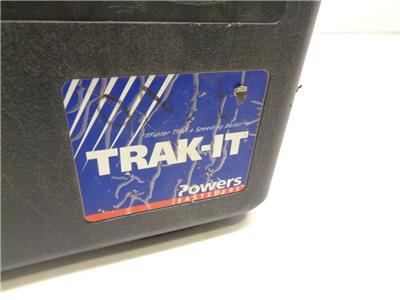 Faster Than a Speeding Bullet
TRAK-IT
Powers
FASTENERS